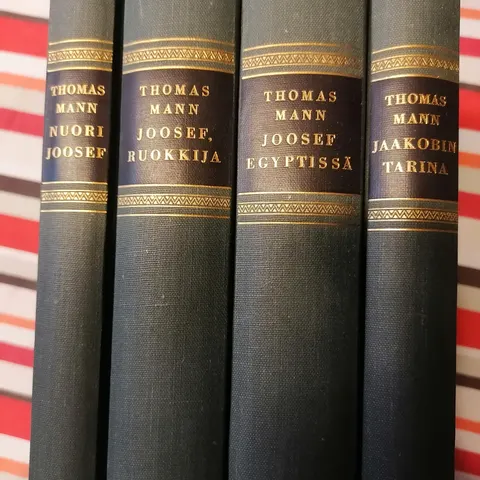 THOMAS
MANN
NUORI
JOOSEF
THOMAS
MANN
JOOSEF,
RUOKKIJA
THOMAS
MANN
JOOSEF
EGYPTISSÄ
THOMAS
MANN
JAAKOBIN
TARINA